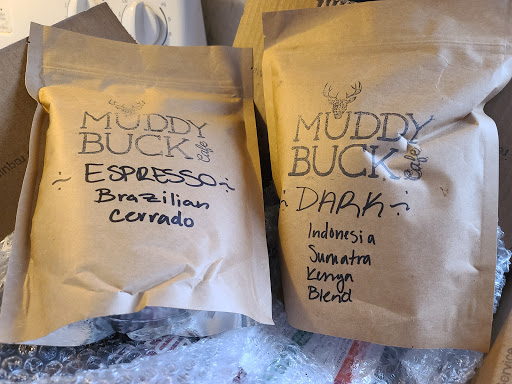 MUDDY
BUCK
Cafe
~ ESPRESSO ~
Brazilian
Cerrado
MUDDY
BUCK
Cafe
~ DARK ~
Indonesia
Sumatra
Kenya
Blend